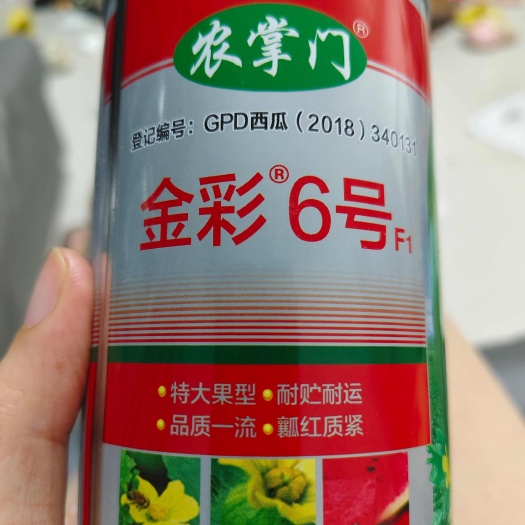 农掌门®
登记编号：GPD西瓜（2018）340131
金彩®6号F1
•特大果型 •耐贮耐运
•品质一流 •瓤红质紧